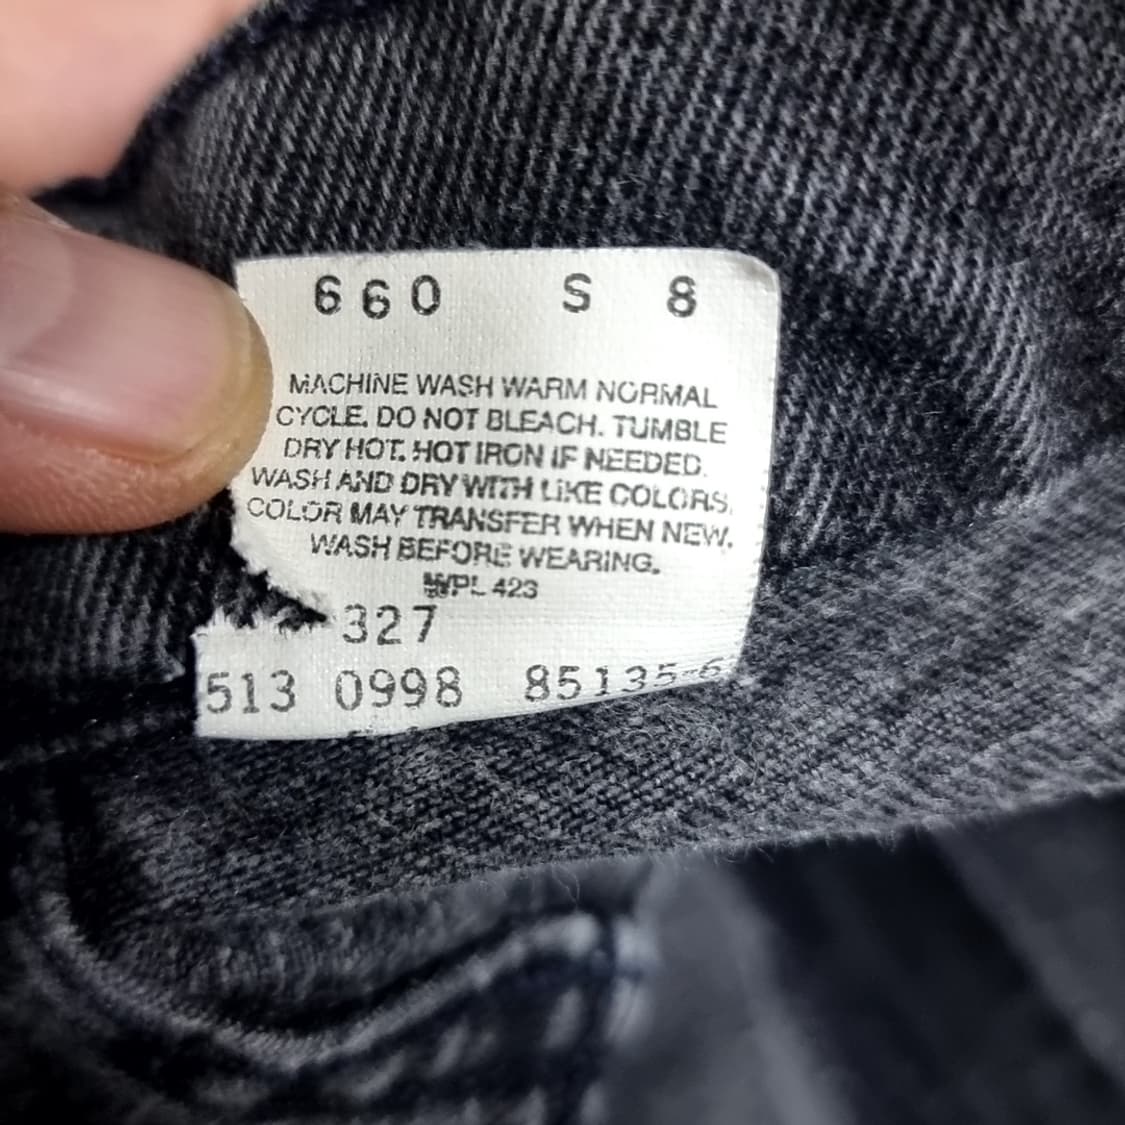 660 S 8
MACHINE WASH WARM NORMAL
CYCLE. DO NOT BLEACH. TUMBLE
DRY HOT. HOT IRON IF NEEDED.
WASH AND DRY WITH LIKE COLORS.
COLOR MAY TRANSFER WHEN NEW.
WASH BEFORE WEARING.
WPL 423
327
513 0998 85135-6